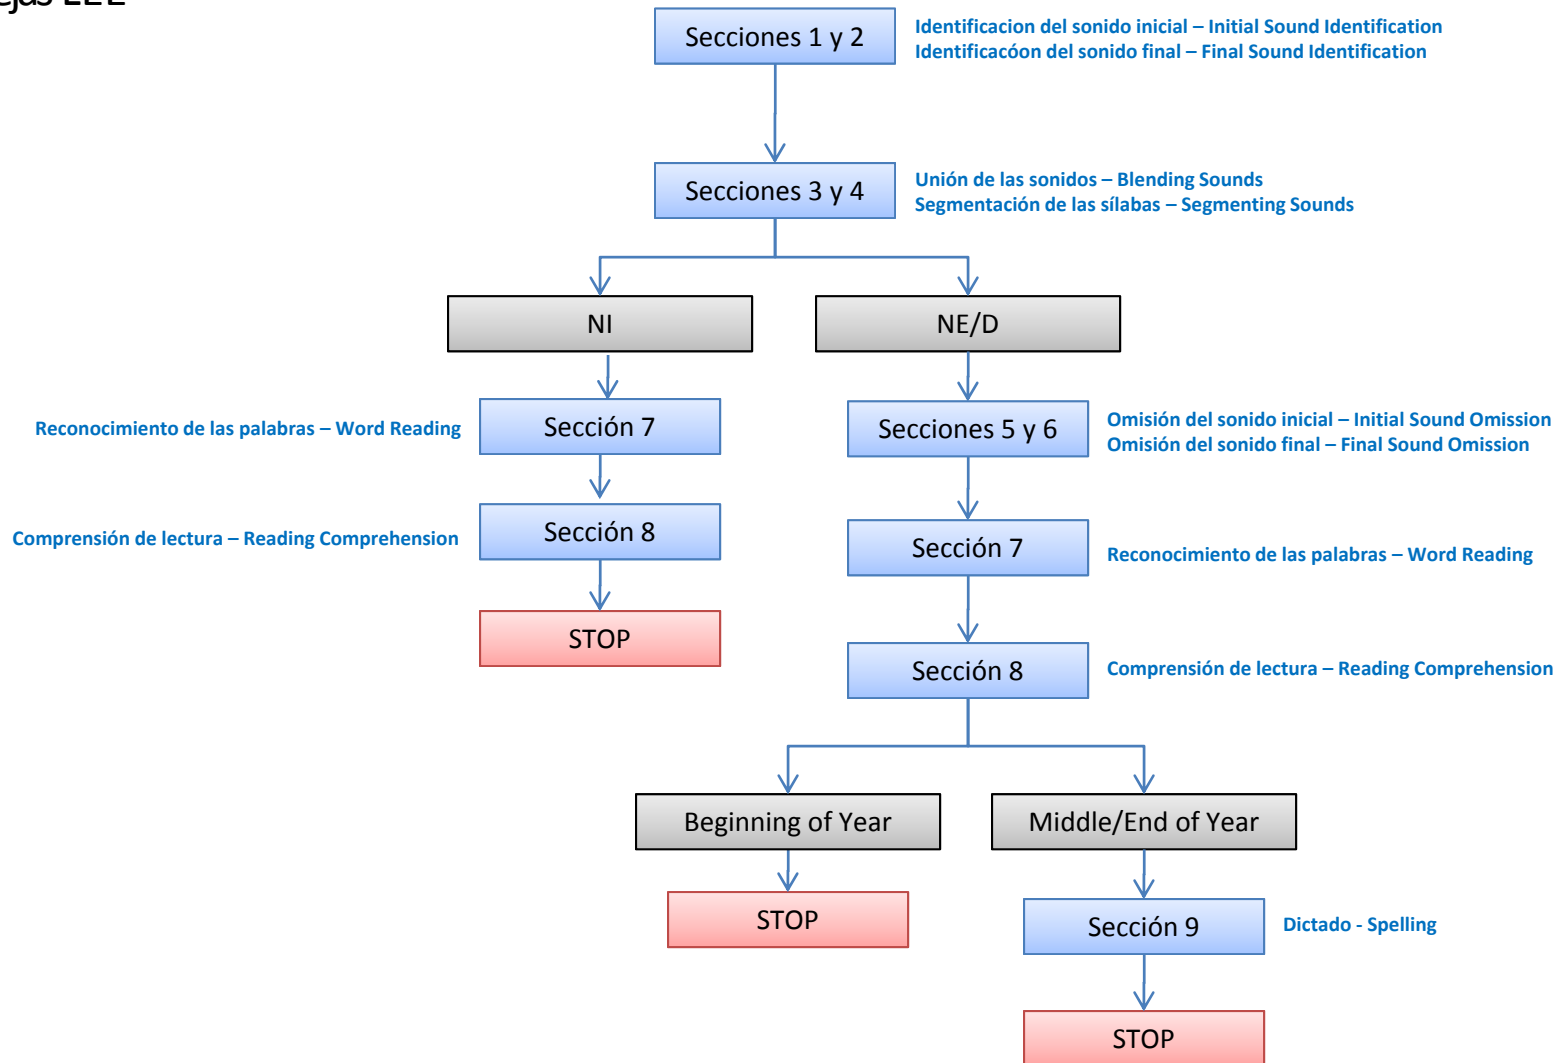 LEE
Secciones 1 y 2
Identificacion del sonido inicial – Initial Sound Identification
Identificacóon del sonido final – Final Sound Identification
Secciones 3 y 4
Unión de las sonidos – Blending Sounds
Segmentación de las sílabas – Segmenting Sounds
NI
NE/D
Reconocimiento de las palabras – Word Reading
Sección 7
Secciones 5 y 6
Omisión del sonido inicial – Initial Sound Omission
Omisión del sonido final – Final Sound Omission
Comprensión de lectura – Reading Comprehension
Sección 8
Sección 7
Reconocimiento de las palabras – Word Reading
STOP
Sección 8
Comprensión de lectura – Reading Comprehension
Beginning of Year
Middle/End of Year
STOP
Sección 9
Dictado - Spelling
STOP